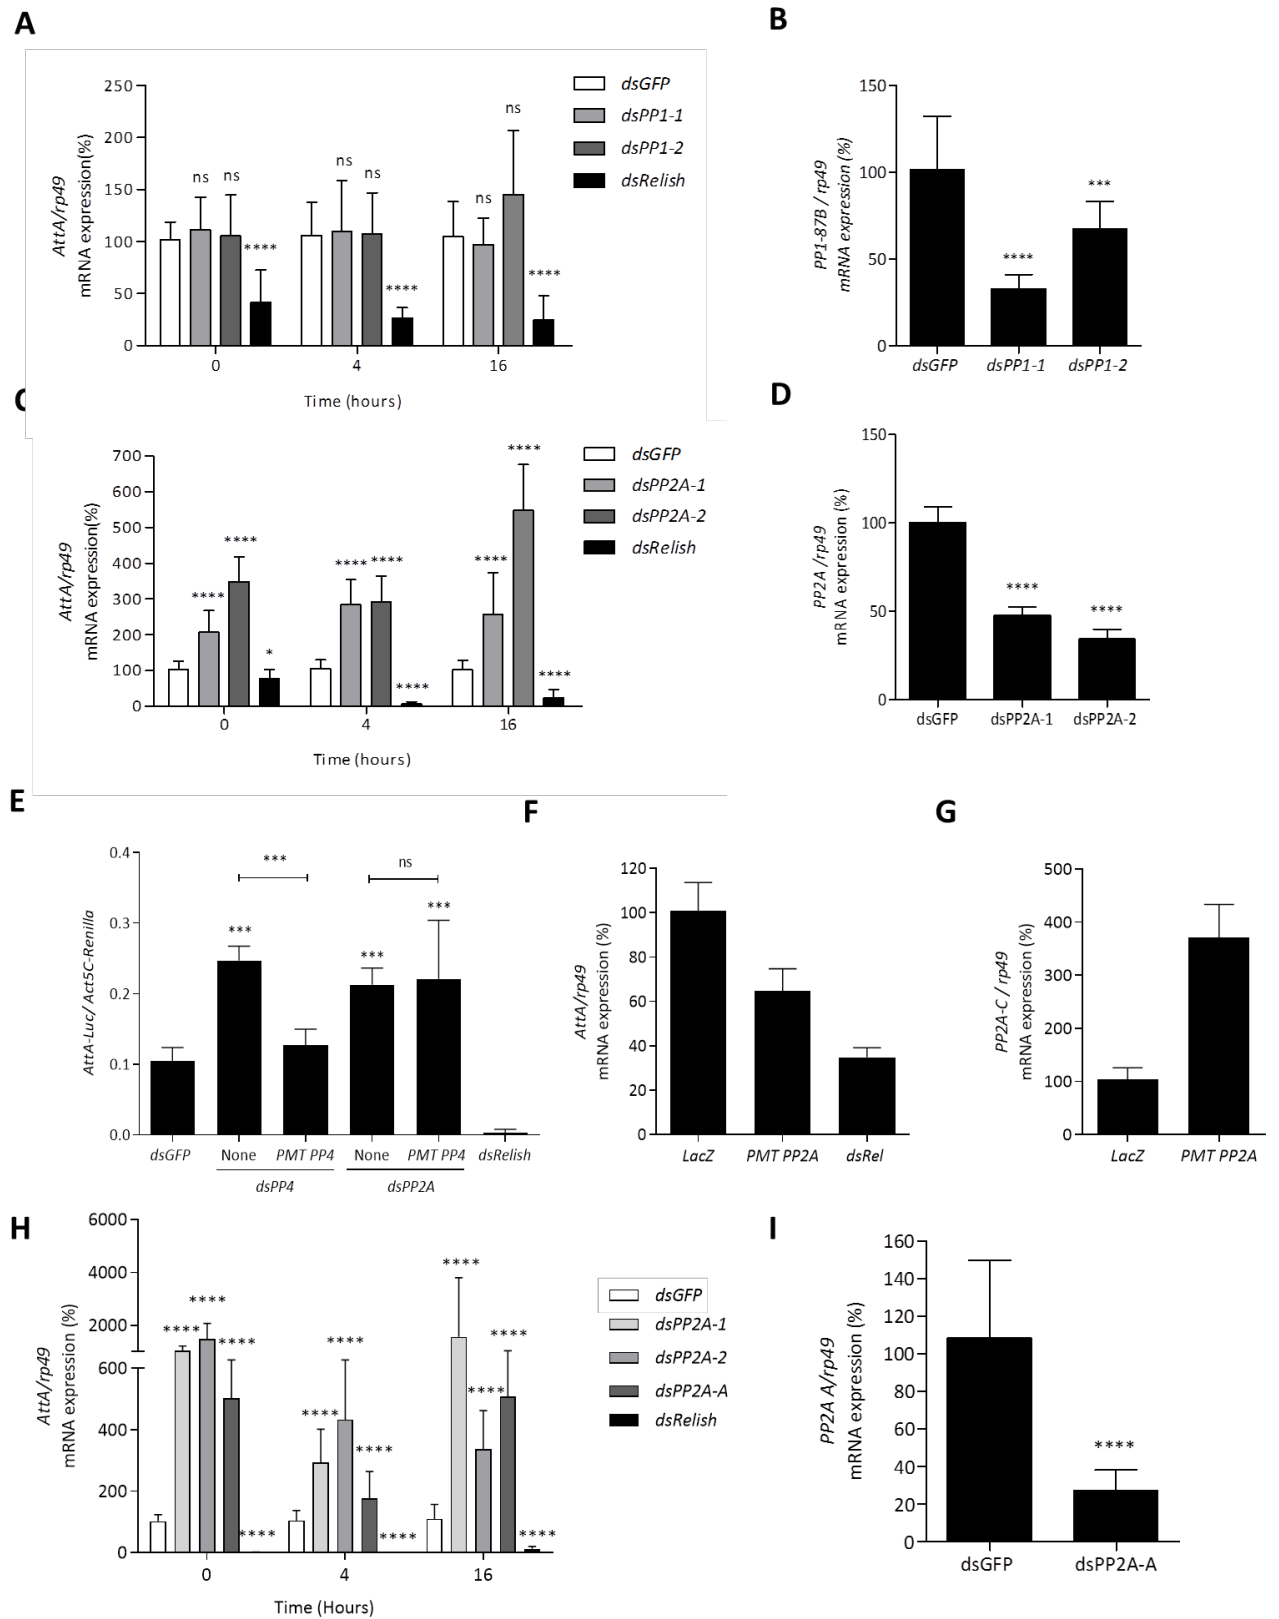 A
250
200
150
100
50
0
AttA/rp49
mRNA expression(%)
ns ns ****
ns ns ****
ns ns ****
0 4 16
Time (hours)
dsGFP
dsPP1-1
dsPP1-2
dsRelish
B
150
100
50
0
PP1-87B / rp49
mRNA expression (%)
**** ***
dsGFP dsPP1-1 dsPP1-2
700
600
500
400
300
200
100
0
AttA/rp49
mRNA expression(%)
**** **** *
**** **** ****
**** **** ****
0 4 16
Time (hours)
dsGFP
dsPP2A-1
dsPP2A-2
dsRelish
D
150
100
50
0
PP2A /rp49
mRNA expression (%)
**** ****
dsGFP dsPP2A-1 dsPP2A-2
E
0.4
0.3
0.2
0.1
0.0
AttA-Luc/ Act5C-Renilla
*** ns
*** *** ***
dsGFP None PMT PP4 None PMT PP4 dsRelish
dsPP4 dsPP2A
F
120
100
80
60
40
20
0
AttA/rp49
mRNA expression (%)
LacZ PMT PP2A dsRel
G
500
400
300
200
100
0
PP2A-C / rp49
mRNA expression (%)
LacZ PMT PP2A
H
6000
4000
2000
600
400
200
0
AttA/rp49
mRNA expression (%)
**** **** **** ****
**** **** **** ****
**** **** **** ****
0 4 16
Time (Hours)
dsGFP
dsPP2A-1
dsPP2A-2
dsPP2A-A
dsRelish
I
160
140
120
100
80
60
40
20
0
PP2A A/rp49
mRNA expression (%)
****
dsGFP dsPP2A-A